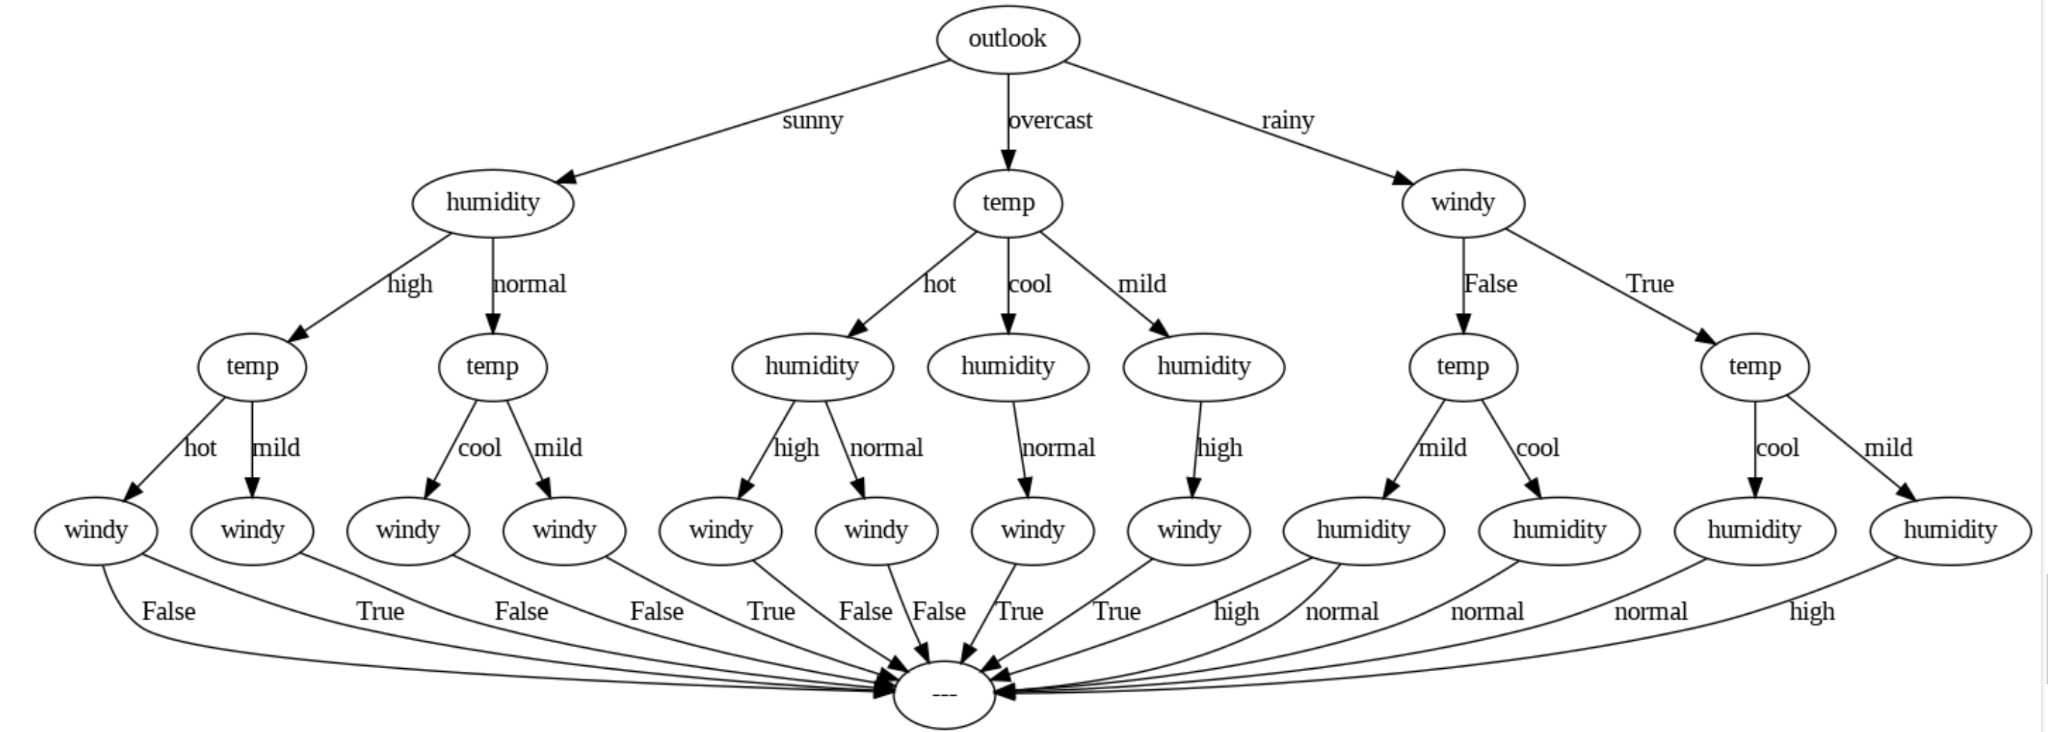 outlook
sunny overcast rainy
humidity temp windy
high normal hot cool mild False True
temp temp humidity humidity humidity temp temp
hot mild cool mild high normal normal high mild cool cool mild
windy windy windy windy windy windy windy windy humidity humidity humidity humidity
False True False False True False False True True high normal normal normal high
---